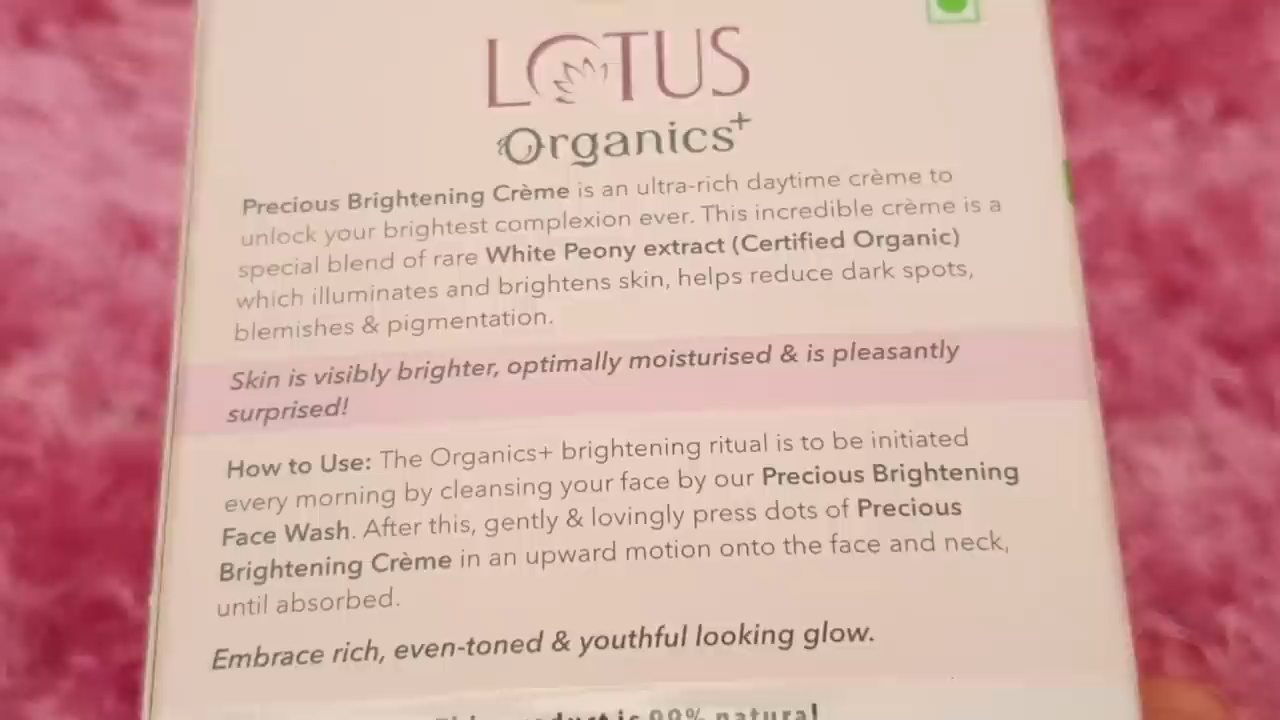 LOTUS
Organics+
Precious Brightening Crème is an ultra-rich daytime crème to
unlock your brightest complexion ever. This incredible crème is a
special blend of rare White Peony extract (Certified Organic)
which illuminates and brightens skin, helps reduce dark spots,
blemishes & pigmentation.
Skin is visibly brighter, optimally moisturised & is pleasantly
surprised!
How to Use: The Organics+ brightening ritual is to be initiated
every morning by cleansing your face by our Precious Brightening
Face Wash. After this, gently & lovingly press dots of Precious
Brightening Crème in an upward motion onto the face and neck,
until absorbed.
Embrace rich, even-toned & youthful looking glow.
This product is 99% natural